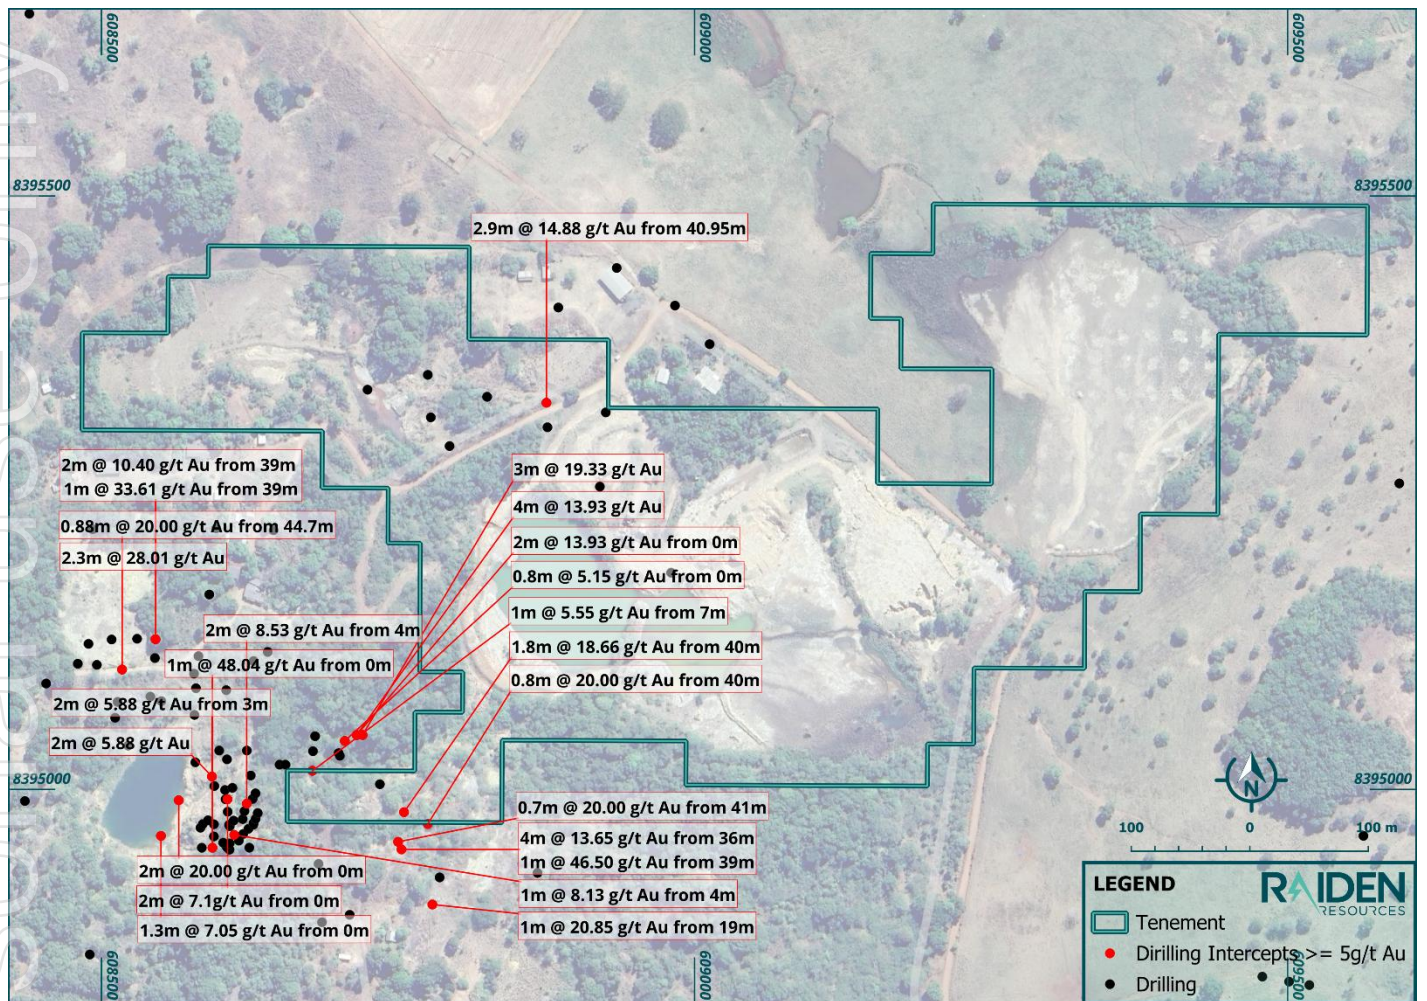 608500
609000
609500
8395500
8395500
2.9m @ 14.88 g/t Au from 40.95m
2m @ 10.40 g/t Au from 39m
1m @ 33.61 g/t Au from 39m
0.88m @ 20.00 g/t Au from 44.7m
2.3m @ 28.01 g/t Au
3m @ 19.33 g/t Au
4m @ 13.93 g/t Au
2m @ 13.93 g/t Au from 0m
0.8m @ 5.15 g/t Au from 0m
1m @ 5.55 g/t Au from 7m
1.8m @ 18.66 g/t Au from 40m
0.8m @ 20.00 g/t Au from 40m
2m @ 8.53 g/t Au from 4m
1m @ 48.04 g/t Au from 0m
2m @ 5.88 g/t Au from 3m
2m @ 5.88 g/t Au
8395000
8395000
0.7m @ 20.00 g/t Au from 41m
4m @ 13.65 g/t Au from 36m
1m @ 46.50 g/t Au from 39m
1m @ 8.13 g/t Au from 4m
1m @ 20.85 g/t Au from 19m
2m @ 20.00 g/t Au from 0m
2m @ 7.1g/t Au from 0m
1.3m @ 7.05 g/t Au from 0m
N
100 0 100 m
LEGEND
RAIDEN
RESOURCES
Tenement
Dirilling Intercepts >= 5g/t Au
Drilling
608500
609000
609500